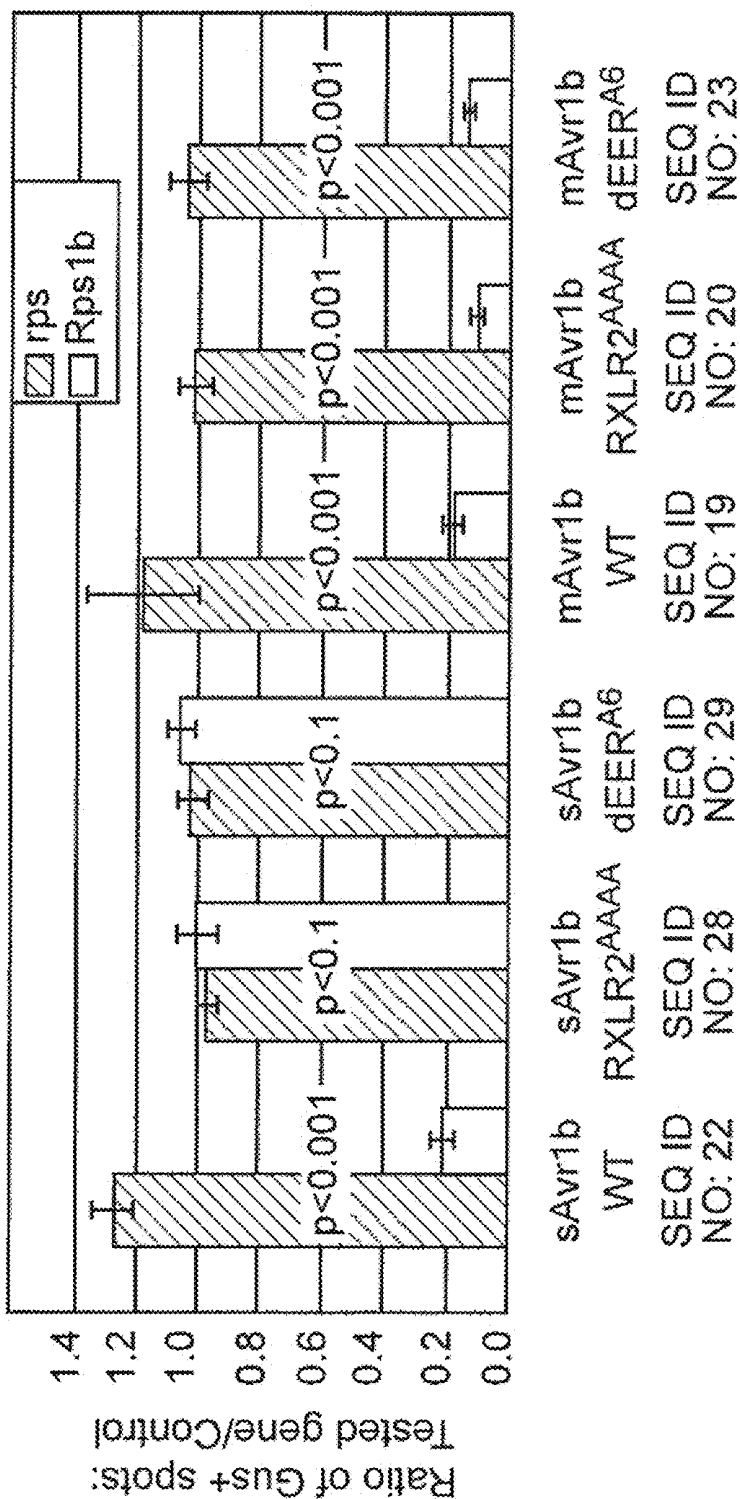 Ratio of Gus+ spots:
Tested gene/Control
1.4
1.2
1.0
0.8
0.6
0.4
0.2
0.0
rps
Rps1b
p<0.001
p<0.1
p<0.1
p<0.001
p<0.001
p<0.001
sAvr1b
WT
SEQ ID
NO: 22
sAvr1b
RXLR2AAAA
SEQ ID
NO: 28
sAvr1b
dEERA6
SEQ ID
NO: 29
mAvr1b
WT
SEQ ID
NO: 19
mAvr1b
RXLR2AAAA
SEQ ID
NO: 20
mAvr1b
dEERA6
SEQ ID
NO: 23